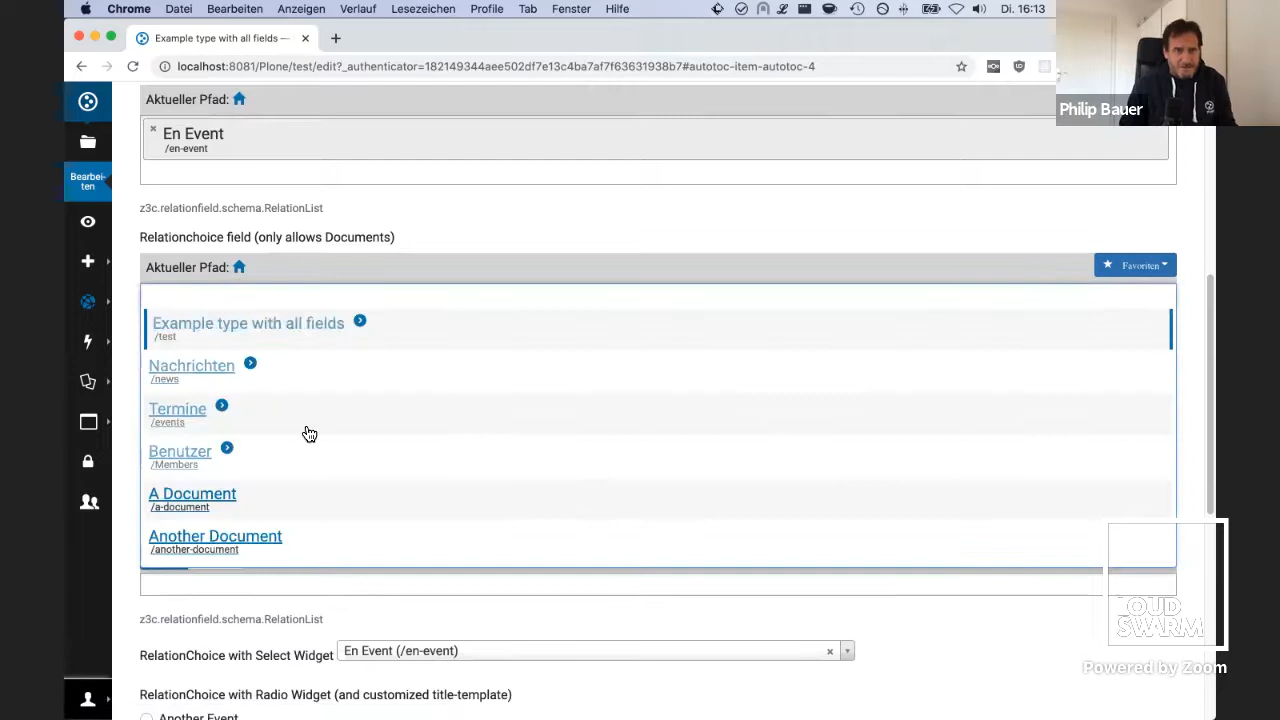 Chrome Datei Bearbeiten Anzeigen Verlauf Lesezeichen Profile Tab Fenster Hilfe Di. 16:13
Example type with all fields —
localhost:8081/Plone/test/edit?_authenticator=182149344aebf02df7e13c4ba7af7f63631938b7#autotoc-item-autotoc-4
Philip Bauer
Aktueller Pfad:
En Event
/en-event
Bearbei-
ten
z3c.relationfield.schema.RelationList
Relationchoice field (only allows Documents)
Aktueller Pfad:
Favoriten
Example type with all fields
/test
Nachrichten
/news
Termine
/events
Benutzer
/Members
A Document
/a-document
Another Document
/another-document
LOUD
SWARM
Powered by Zoom
z3c.relationfield.schema.RelationList
RelationChoice with Select Widget En Event (/en-event)
RelationChoice with Radio Widget (and customized title-template)
Another Event